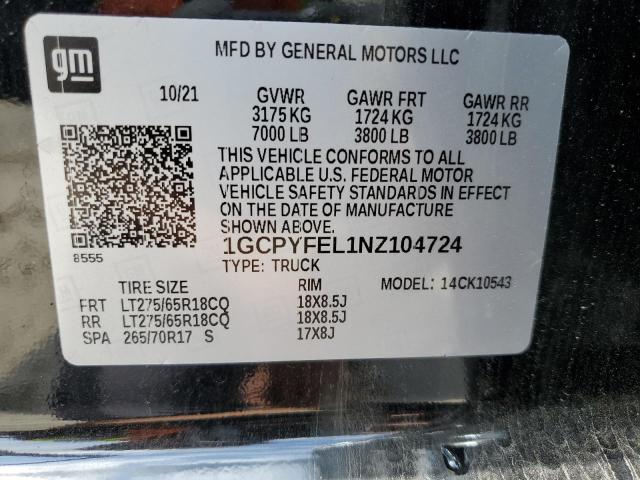 gm
MFD BY GENERAL MOTORS LLC
10/21 GVWR GAWR FRT GAWR RR
3175 KG 1724 KG 1724 KG
7000 LB 3800 LB 3800 LB
THIS VEHICLE CONFORMS TO ALL
APPLICABLE U.S. FEDERAL MOTOR
VEHICLE SAFETY STANDARDS IN EFFECT
ON THE DATE OF MANUFACTURE
SHOWN ABOVE.
8555
1GCPYFEL1NZ104724
TYPE: TRUCK MODEL: 14CK10543
TIRE SIZE RIM
FRT LT275/65R18CQ 18X8.5J
RR LT275/65R18CQ 18X8.5J
SPA 265/70R17 S 17X8J